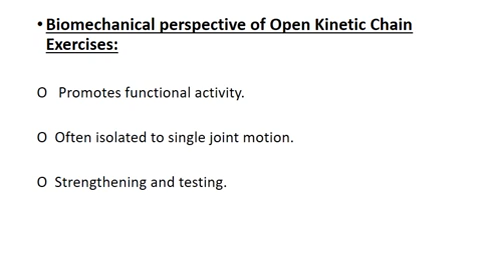 • Biomechanical perspective of Open Kinetic Chain
Exercises:
O Promotes functional activity.
O Often isolated to single joint motion.
O Strengthening and testing.